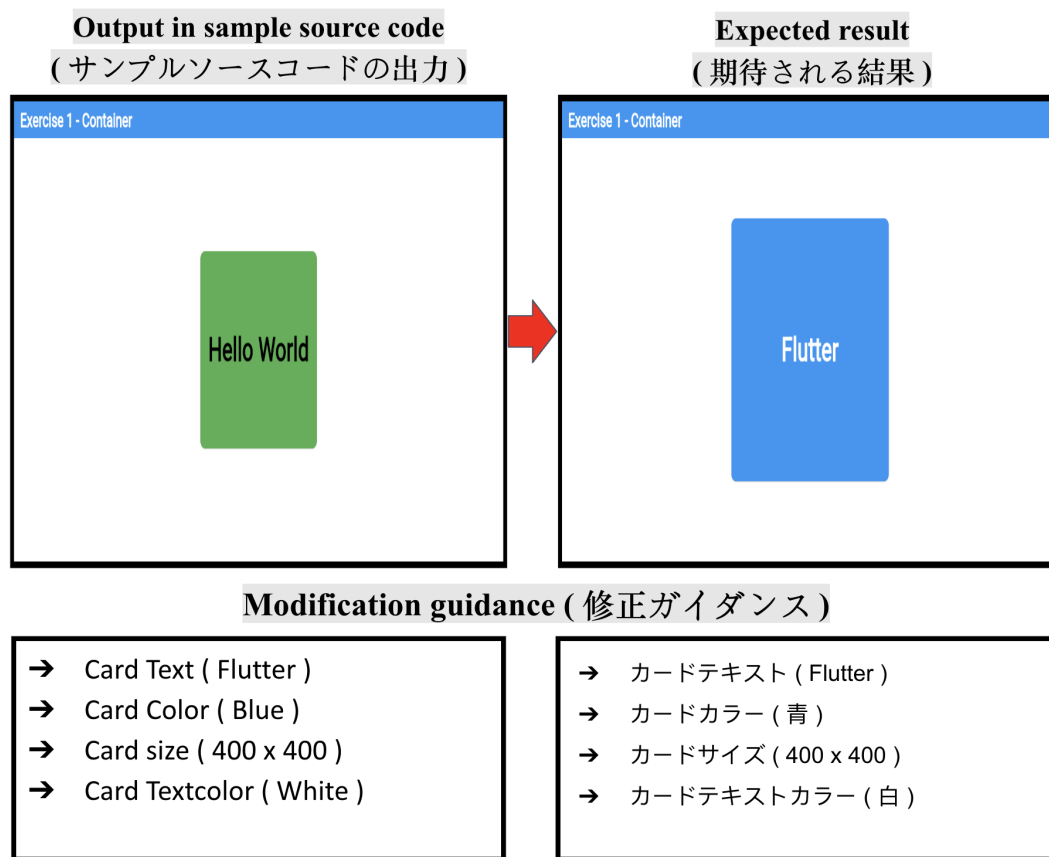 Output in sample source code
( サンプルソースコードの出力 )
Expected result
( 期待される結果 )
Exercise 1 - Container
Hello World
Exercise 1 - Container
Flutter
Modification guidance ( 修正ガイダンス )
➔ Card Text ( Flutter )
➔ Card Color ( Blue )
➔ Card size ( 400 x 400 )
➔ Card Textcolor ( White )
➔ カードテキスト ( Flutter )
➔ カードカラー ( 青 )
➔ カードサイズ ( 400 x 400 )
➔ カードテキストカラー ( 白 )